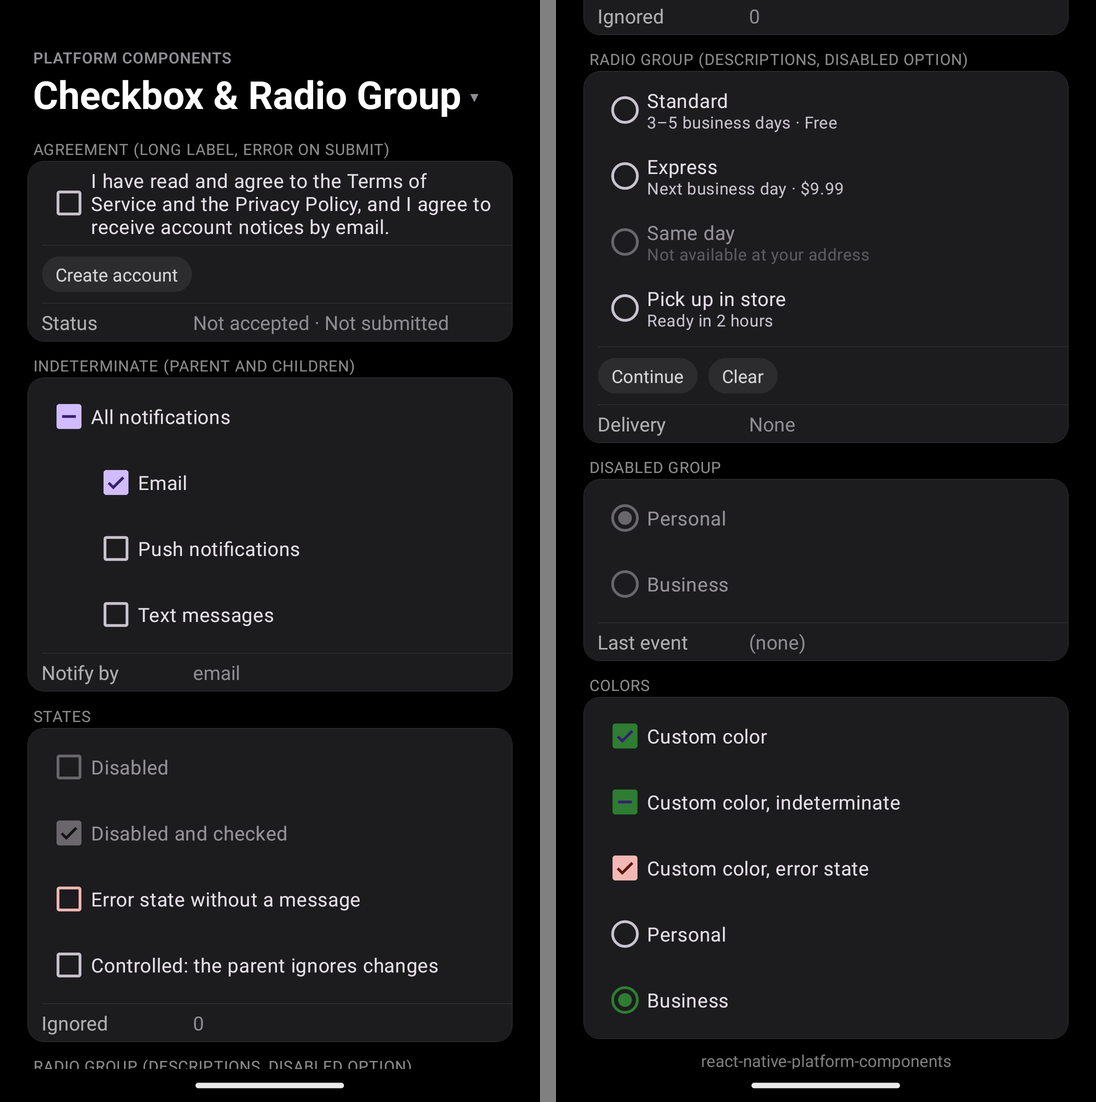 PLATFORM COMPONENTS
Checkbox & Radio Group ▾
AGREEMENT (LONG LABEL, ERROR ON SUBMIT)
I have read and agree to the Terms of
Service and the Privacy Policy, and I agree to
receive account notices by email.
Create account
Status Not accepted · Not submitted
INDETERMINATE (PARENT AND CHILDREN)
All notifications
Email
Push notifications
Text messages
Notify by email
STATES
Disabled
Disabled and checked
Error state without a message
Controlled: the parent ignores changes
Ignored 0
RADIO GROUP (DESCRIPTIONS, DISABLED OPTION)
Ignored 0
RADIO GROUP (DESCRIPTIONS, DISABLED OPTION)
Standard
3–5 business days · Free
Express
Next business day · $9.99
Same day
Not available at your address
Pick up in store
Ready in 2 hours
Continue Clear
Delivery None
DISABLED GROUP
Personal
Business
Last event (none)
COLORS
Custom color
Custom color, indeterminate
Custom color, error state
Personal
Business
react-native-platform-components